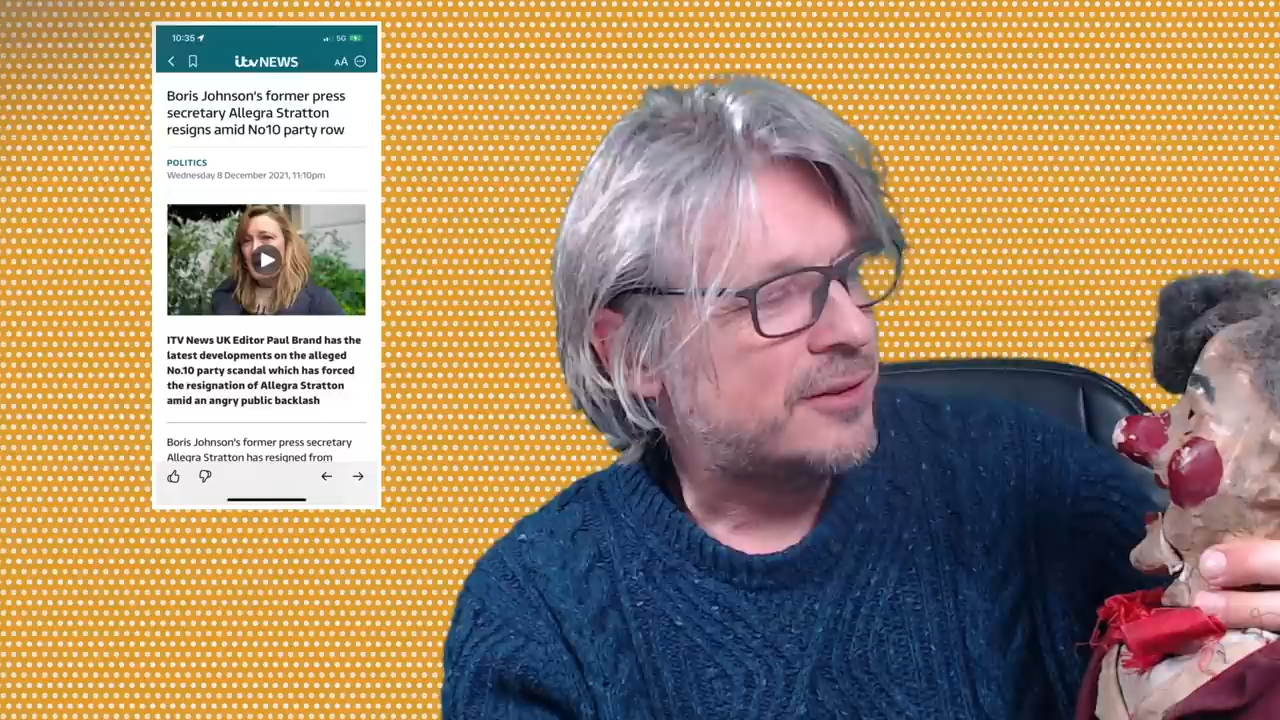 10:35 5G
itv NEWS AA
Boris Johnson's former press
secretary Allegra Stratton
resigns amid No10 party row
POLITICS
Wednesday 8 December 2021, 11:10pm
ITV News UK Editor Paul Brand has the
latest developments on the alleged
No.10 party scandal which has forced
the resignation of Allegra Stratton
amid an angry public backlash
Boris Johnson's former press secretary
Allegra Stratton has resigned from